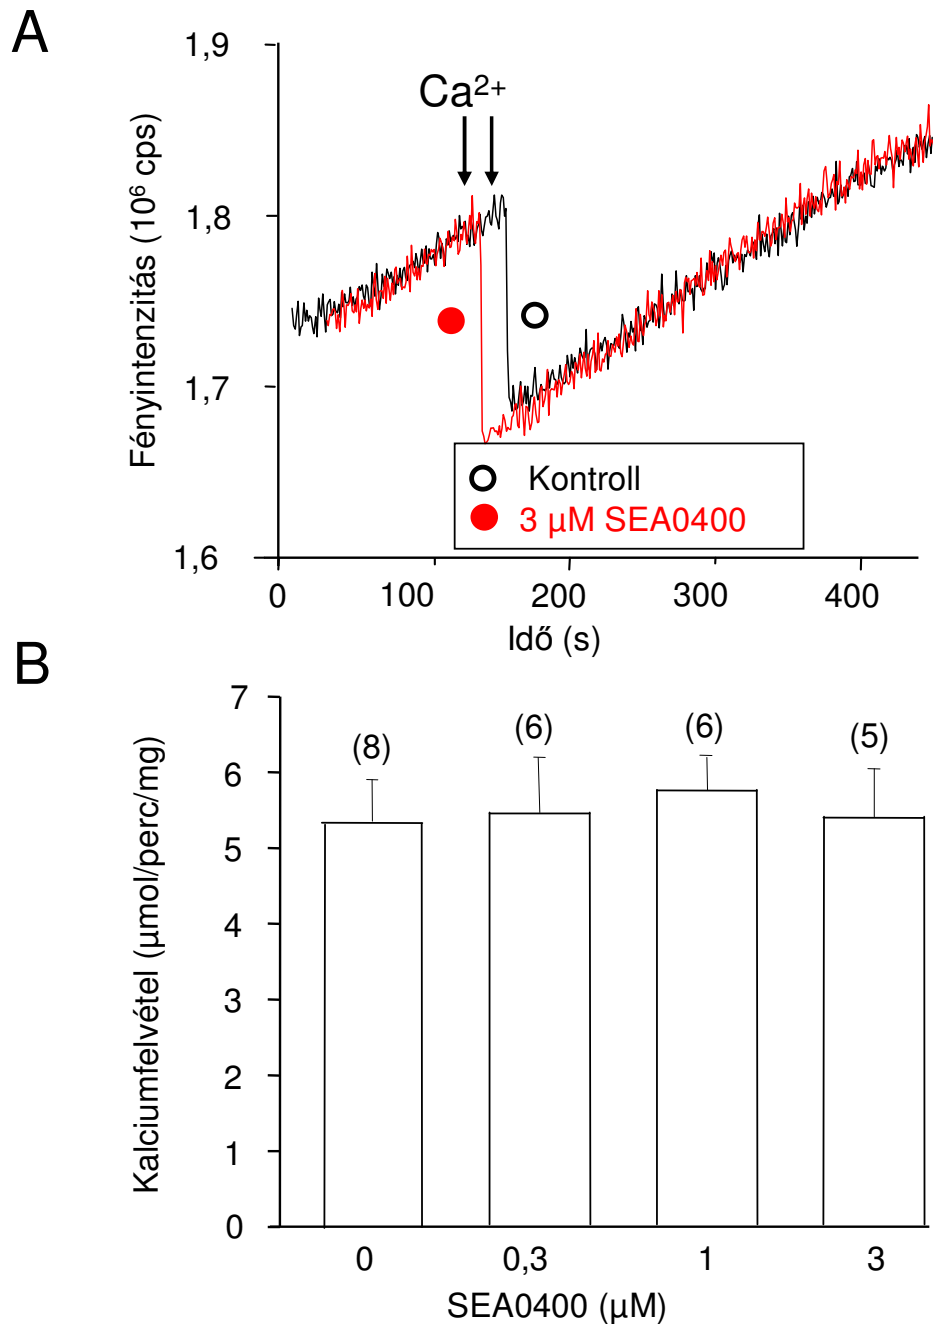 A
1,9
1,8
1,7
1,6
Fényintenzitás (10⁶ cps)
Ca²⁺
Kontroll
3 µM SEA0400
0 100 200 300 400
Idő (s)
B
7
6
5
4
3
2
1
0
Kalciumfelvétel (µmol/perc/mg)
(8) (6) (6) (5)
0 0,3 1 3
SEA0400 (µM)